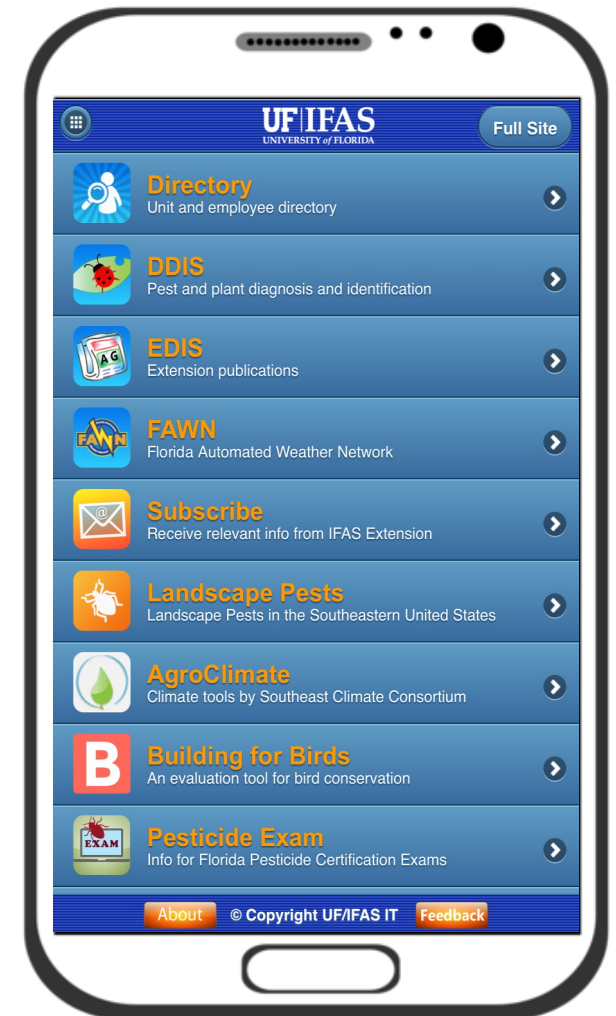 UF|IFAS
UNIVERSITY of FLORIDA
Full Site
Directory
Unit and employee directory
DDIS
Pest and plant diagnosis and identification
AG
EDIS
Extension publications
FAWN
FAWN
Florida Automated Weather Network
@
Subscribe
Receive relevant info from IFAS Extension
Landscape Pests
Landscape Pests in the Southeastern United States
AgroClimate
Climate tools by Southeast Climate Consortium
B
Building for Birds
An evaluation tool for bird conservation
EXAM
Pesticide Exam
Info for Florida Pesticide Certification Exams
About © Copyright UF/IFAS IT Feedback